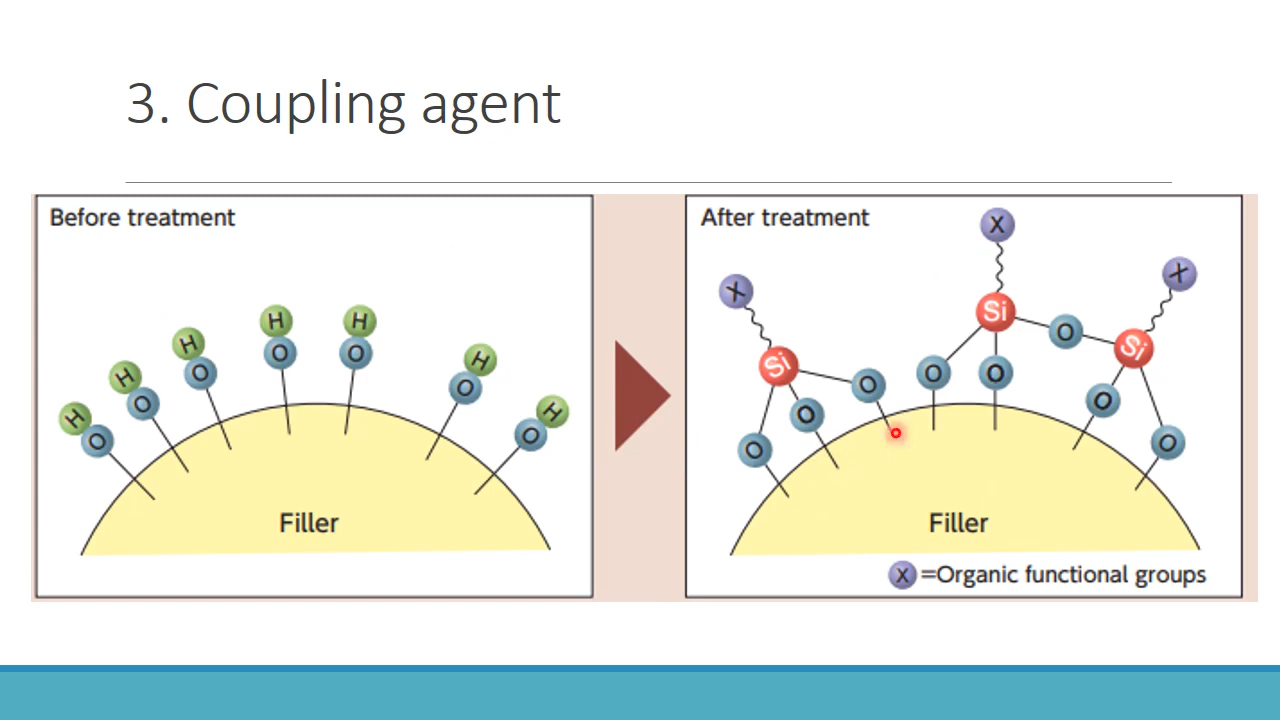 3. Coupling agent
Before treatment
H H H H H H H
O O O O O O O
Filler
After treatment
X X X
Si Si Si
O O O O O O O O
Filler
X =Organic functional groups